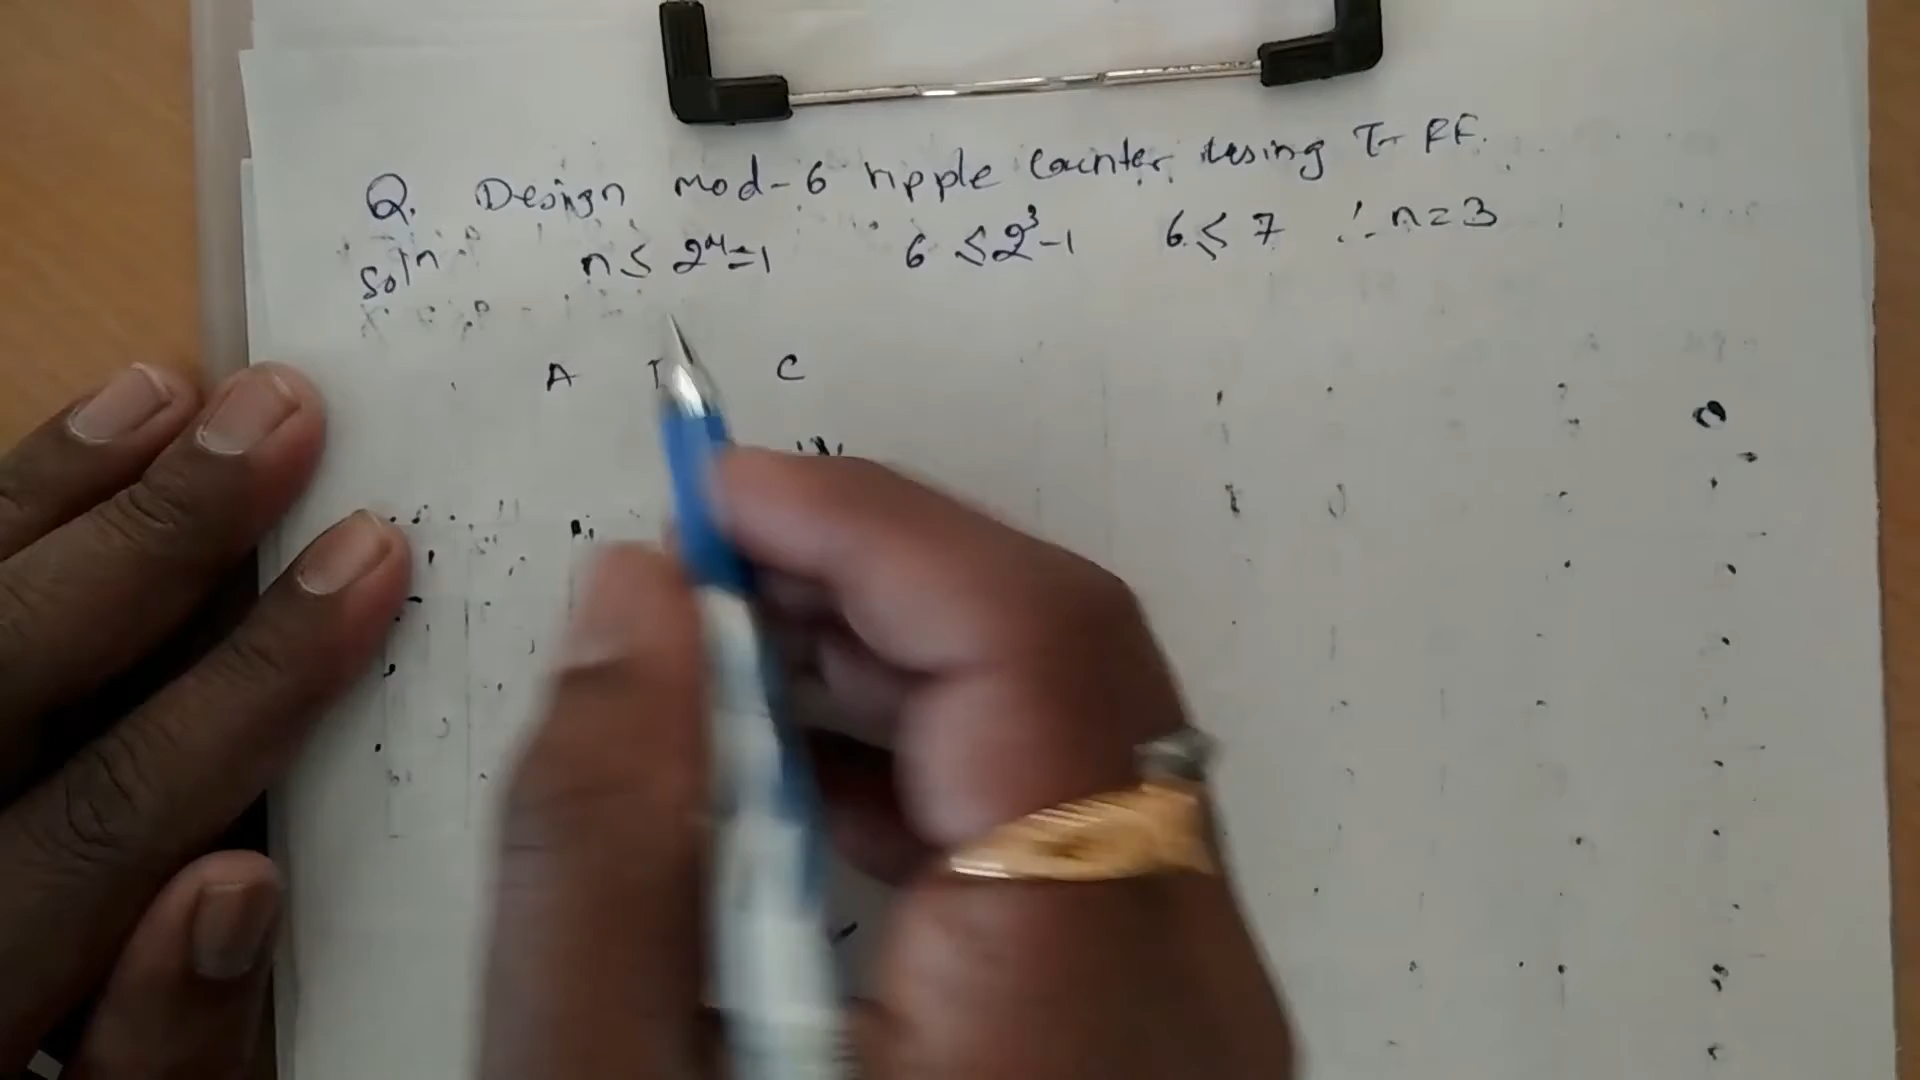 Q. Design mod-6 ripple counter using T-FF.
Soln n ≤ 2^n-1 6 ≤ 2^3-1 6 ≤ 7 ∴ n=3
A C